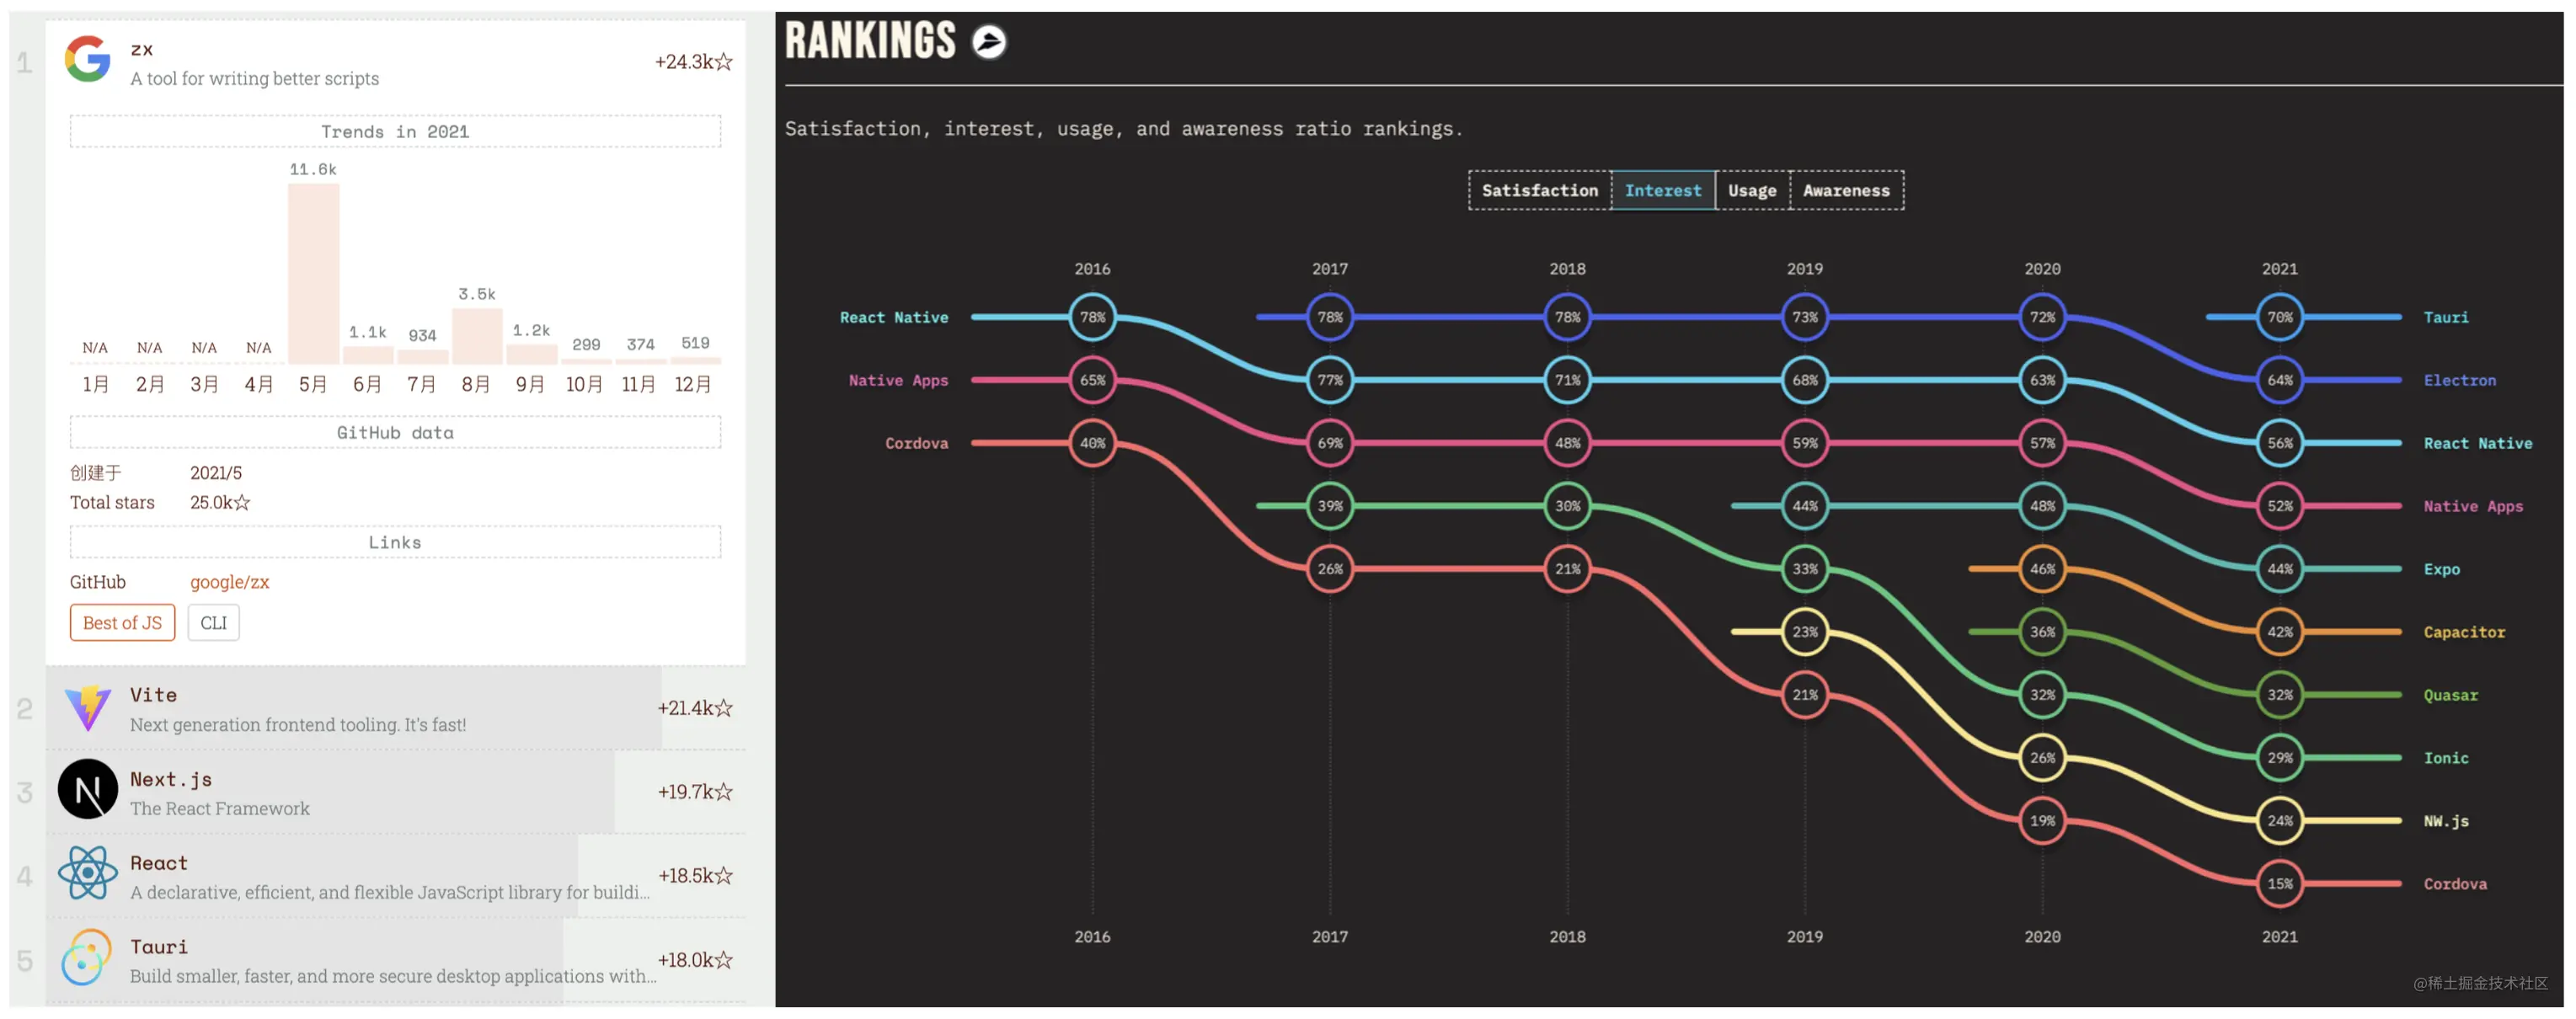 1
zx
A tool for writing better scripts
+24.3k☆
Trends in 2021
11.6k
3.5k
N/A N/A N/A N/A 1.1k 934 1.2k 299 374 519
1月 2月 3月 4月 5月 6月 7月 8月 9月 10月 11月 12月
GitHub data
创建于 2021/5
Total stars 25.0k☆
Links
GitHub google/zx
Best of JS CLI
2
Vite
Next generation frontend tooling. It's fast!
+21.4k☆
3
Next.js
The React Framework
+19.7k☆
4
React
A declarative, efficient, and flexible JavaScript library for buildi...
+18.5k☆
5
Tauri
Build smaller, faster, and more secure desktop applications with...
+18.0k☆
RANKINGS
Satisfaction, interest, usage, and awareness ratio rankings.
Satisfaction Interest Usage Awareness
2016 2017 2018 2019 2020 2021
React Native 78% 78% 78% 73% 72% 70% Tauri
Native Apps 65% 77% 71% 68% 63% 64% Electron
Cordova 40% 69% 48% 59% 57% 56% React Native
39% 30% 44% 48% 52% Native Apps
26% 21% 33% 46% 44% Expo
23% 36% 42% Capacitor
21% 32% 32% Quasar
26% 29% Ionic
19% 24% NW.js
15% Cordova
2016 2017 2018 2019 2020 2021
@稀土掘金技术社区